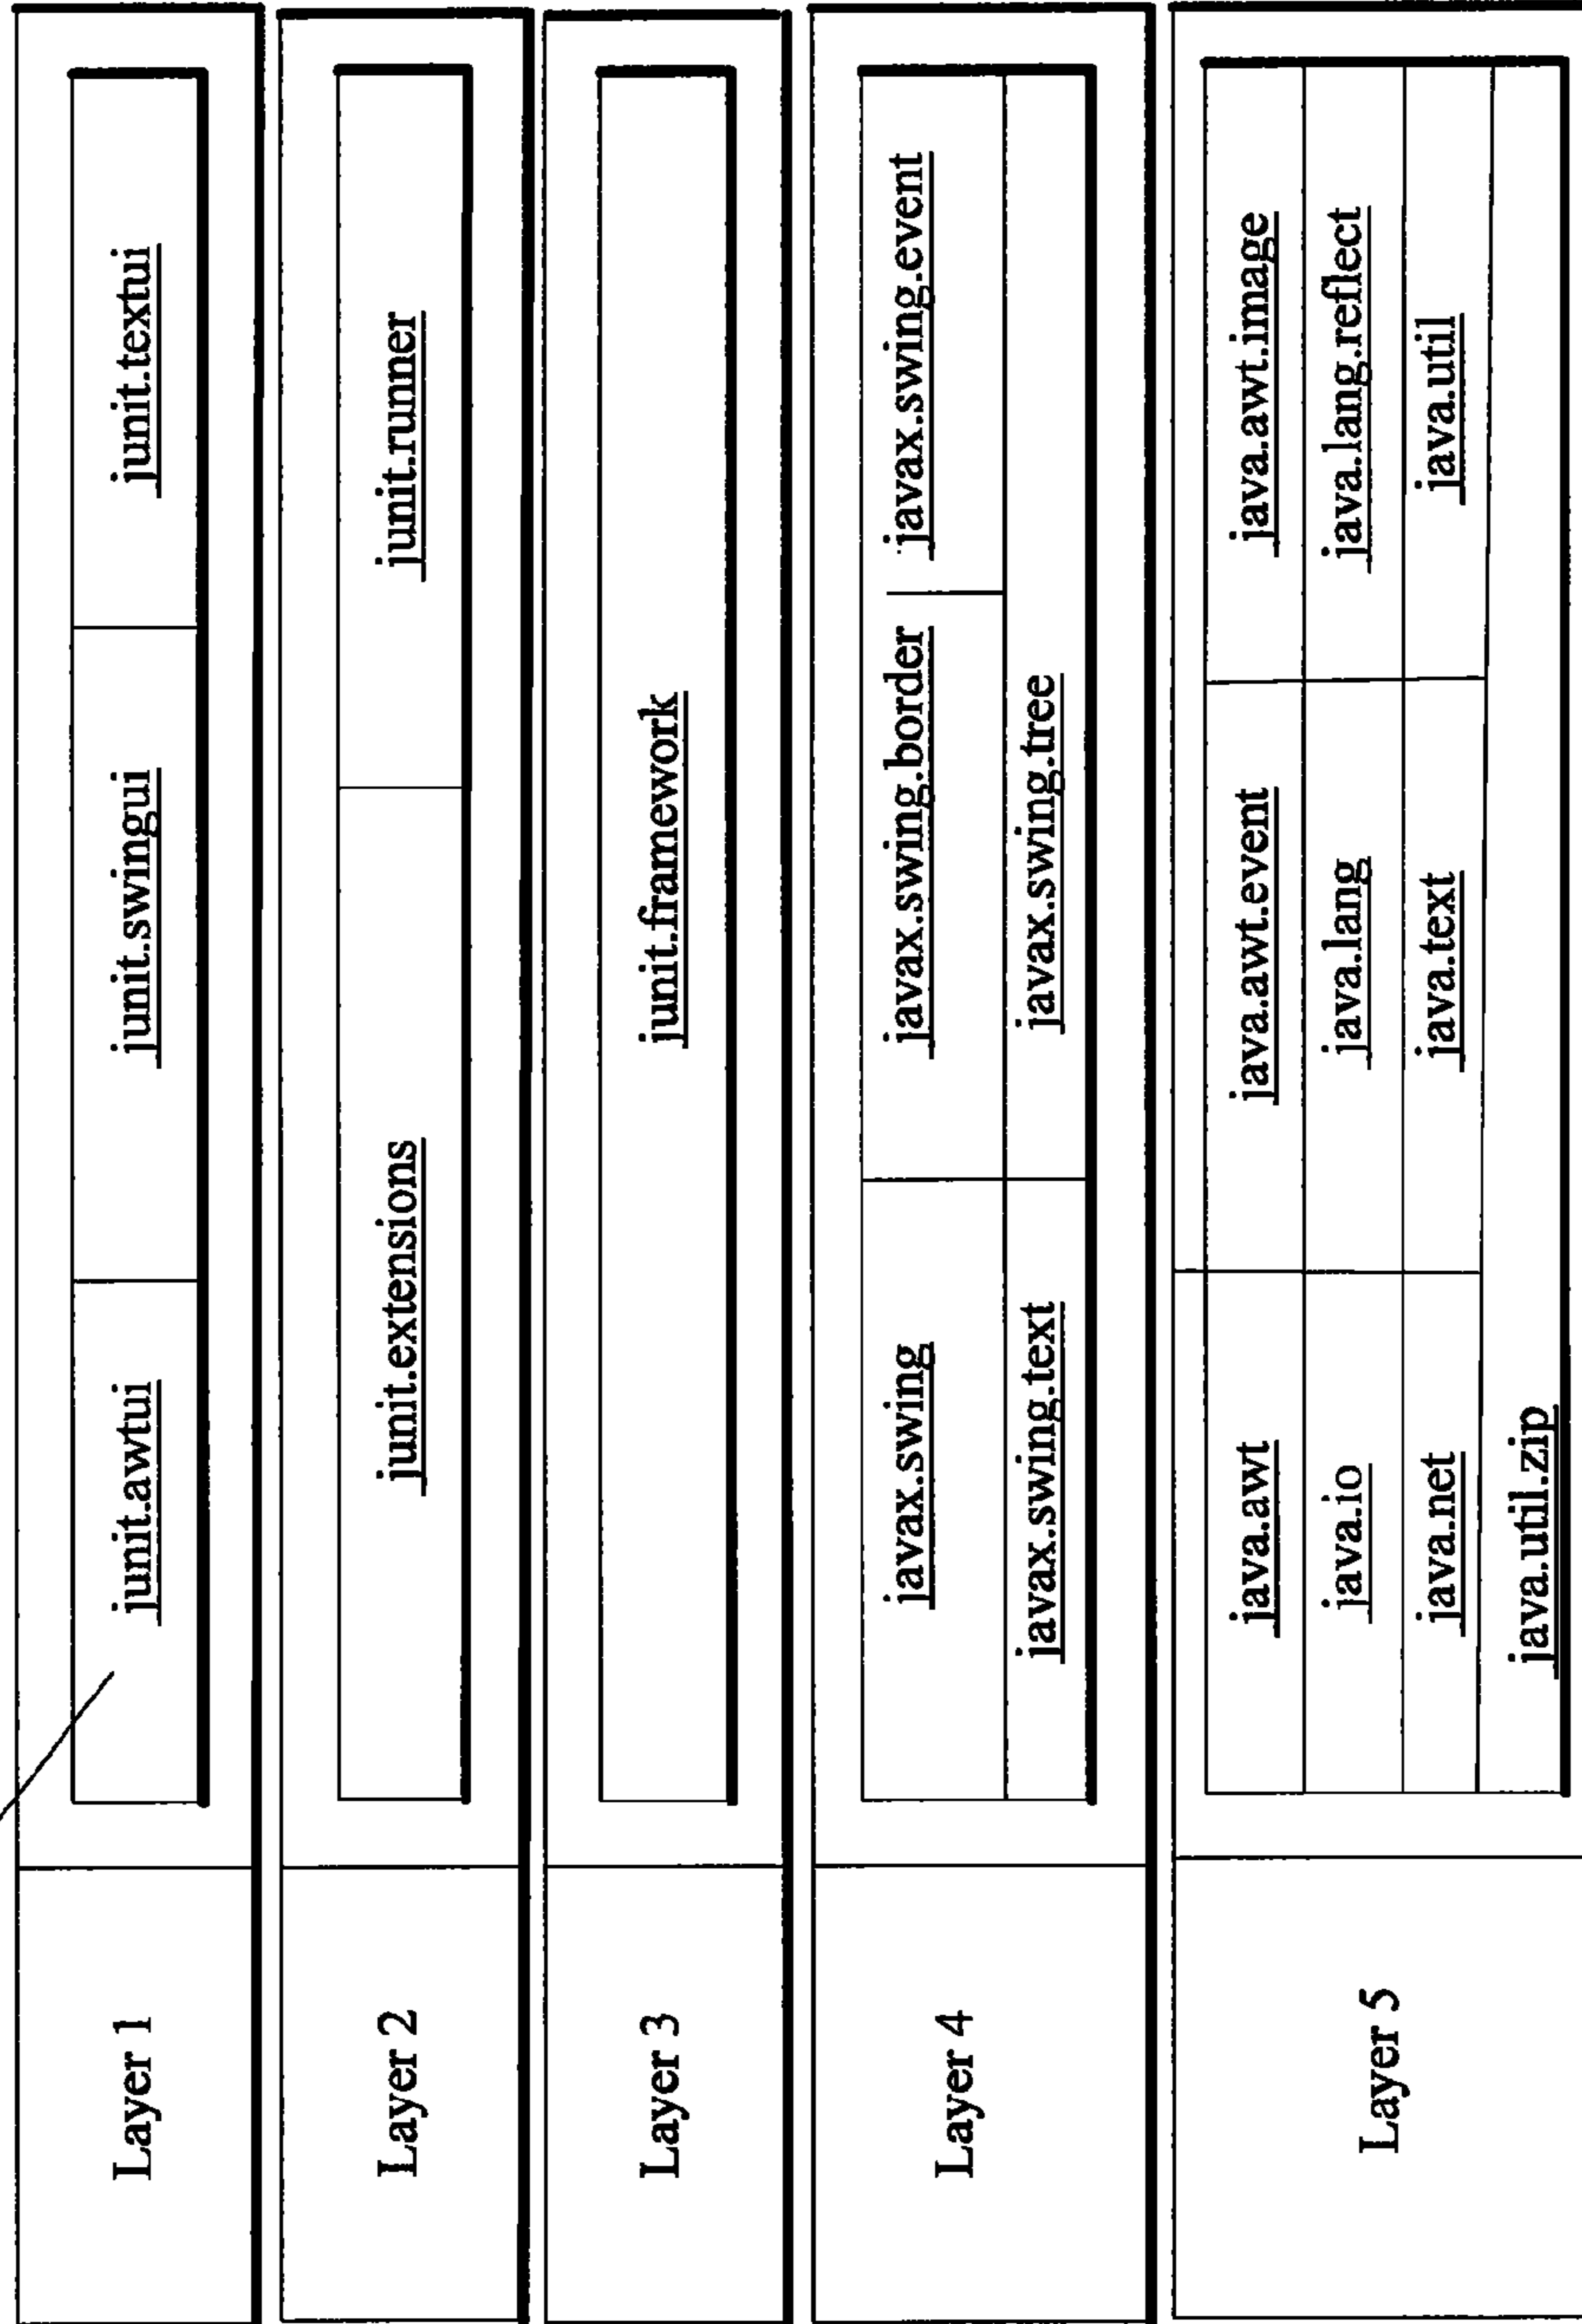 Layer 1
junit.awtui junit.swingui junit.textui
Layer 2
junit.extensions junit.runner
Layer 3
junit.framework
Layer 4
javax.swing javax.swing.border javax.swing.event
javax.swing.text javax.swing.tree
Layer 5
java.awt java.awt.event java.awt.image
java.io java.lang java.lang.reflect
java.net java.text java.util
java.util.zip